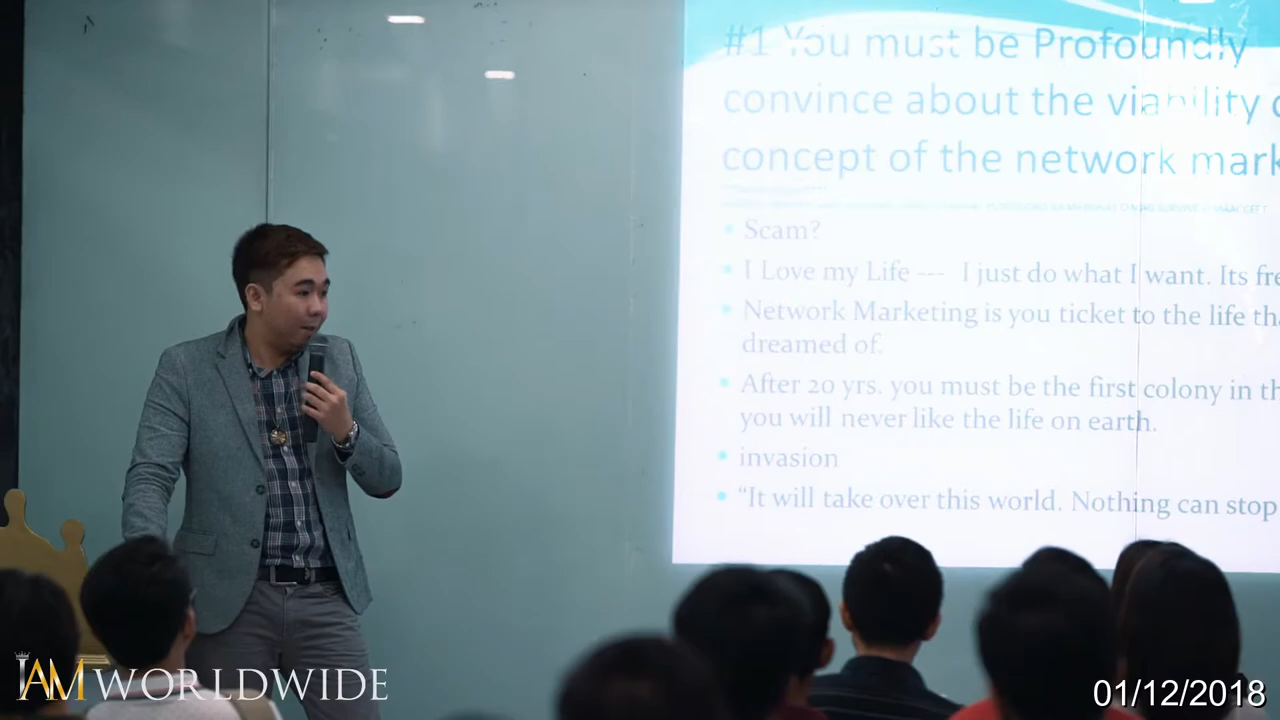 #1 You must be Profoundly
convince about the viability
concept of the network mark
Scam?
I Love my Life --- I just do what I want. Its fre
Network Marketing is you ticket to the life tha
dreamed of.
After 20 yrs. you must be the first colony in th
you will never like the life on earth.
invasion
“It will take over this world. Nothing can stop
IAM WORLDWIDE
01/12/2018